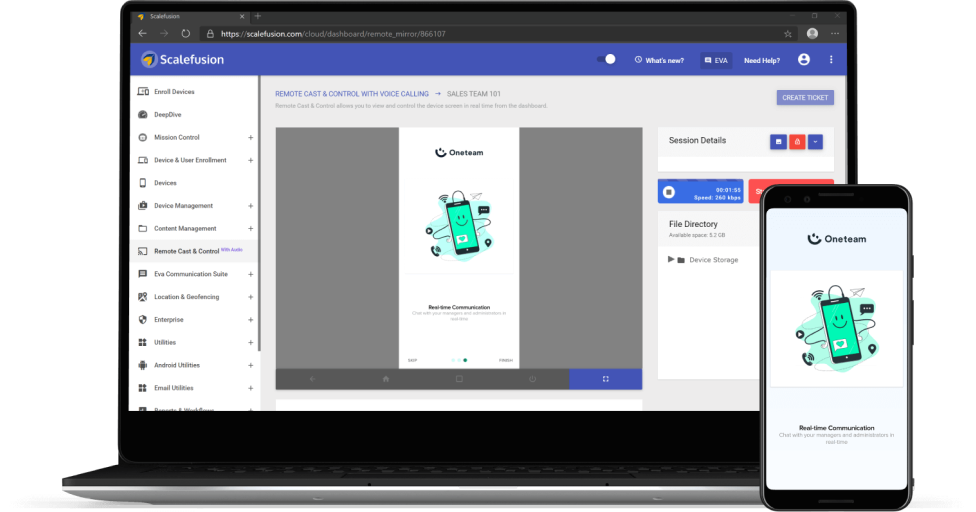 Scalefusion
https://scalefusion.com/cloud/dashboard/remote_mirror/866107
Scalefusion
What's new?
EVA
Need Help?
Enroll Devices
DeepDive
Mission Control
Device & User Enrollment
Devices
Device Management
Content Management
Remote Cast & Control With Audio
Eva Communication Suite
Location & Geofencing
Enterprise
Utilities
Android Utilities
Email Utilities
Reports & Workflows
REMOTE CAST & CONTROL WITH VOICE CALLING → SALES TEAM 101
Remote Cast & Control allows you to view and control the device screen in real time from the dashboard.
CREATE TICKET
Oneteam
Real-time Communication
Chat with your managers and administrators in
real-time
SKIP
FINISH
Session Details
00:01:55
Speed: 260 kbps
File Directory
Available space: 5.2 GB
Device Storage
Oneteam
Real-time Communication
Chat with your managers and administrators in
real-time